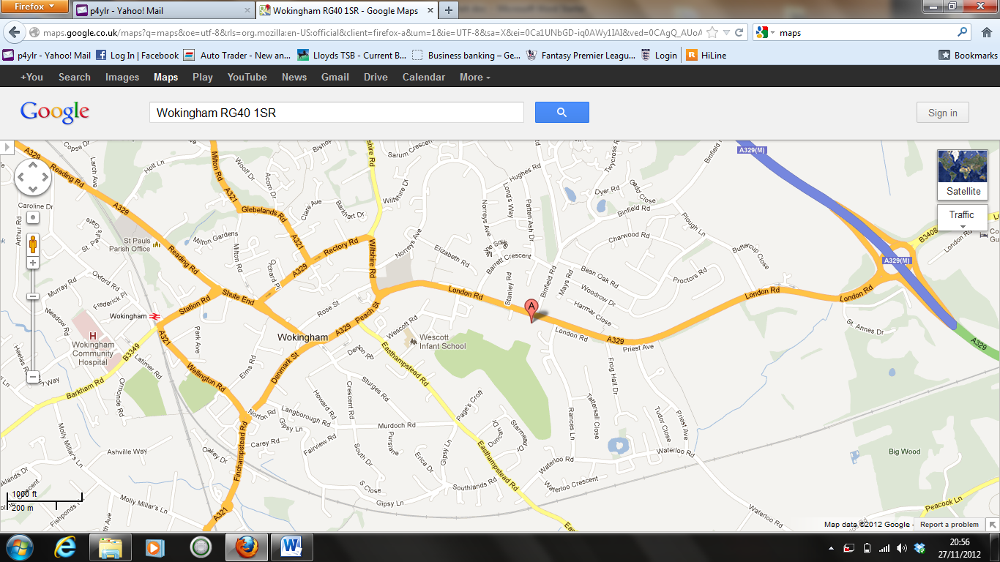 Firefox
p4ylr - Yahoo! Mail
Wokingham RG40 1SR - Google Maps
maps.google.co.uk/maps?q=maps&oe=utf-8&rls=org.mozilla:en-US:official&client=firefox-a&um=1&ie=UTF-8&sa=X&ei=0Ca1UNbGD-iq0AWy1IAI&ved=0CAgQ_AUoA
maps
p4ylr - Yahoo! Mail
Log In | Facebook
Auto Trader - New an...
Lloyds TSB - Current B...
Business banking – Ge...
Fantasy Premier Leagu...
Login
HiLine
Bookmarks
+You Search Images Maps Play YouTube News Gmail Drive Calendar More
Google
Wokingham RG40 1SR
Sign in
Satellite
Traffic
Copse Dr
A329
Reading Rd
A329
Larch Ave
Holt Ln
Milton Rd
A321
Woolf Dr
Acorn Dr
Glebelands Rd
Clare Ave
Barkhart Dr
Wiltshire Dr
Sarum Crescent
Hughes Rd
Long's Way
Norreys Ave
Patten Ash Dr
Dyer Rd
Gadd Close
Binfield Rd
Twycross Rd
Binfield Rd
A329(M)
Plough Ln
Charwood Rd
Buttercup Close
Proctors Rd
Bean Oak Rd
Woodrow Dr
Harmar Close
Mays Rd
Binfield Rd
Barrett Crescent
Stanley Rd
Elizabeth Rd
Norreys Ave
Wiltshire Rd
Rectory Rd
A321
A329
Orchard Pl
Milton Gardens
Milton Rd
Reading Rd
St Pauls
Parish Office
St. Paul's Gate
Caroline Dr
Arthur Rd
Murray Rd
Oxford Rd
Frederick Pl
Meadow Rd
Station Rd
Shute End
Wokingham
Rose St
Peach St
A329
Wokingham
Denmark St
Park Ave
Elms Rd
A321
Wellington Rd
H
Wokingham
Community
Hospital
B3349
Latimer Rd
Ormonde Rd
Barkham Rd
Heelas Rd
Wescott Rd
Wescott
Infant School
Easthampstead Rd
London Rd
A
London Rd
A329
Priest Ave
London Rd
London Rd
St. Annes Dr
A329(M)
B3408
London Rd
A329
Frog Hall Dr
Tattersall Close
Rances Ln
Tudor Close
Priest Ave
Waterloo Rd
Waterloo Rd
Waterloo Crescent
Waterloo Rd
Big Wood
Peacock Ln
Sturges Rd
Crescent Rd
Howard Rd
Langborough Rd
Norton Rd
Gipsy Ln
Murdoch Rd
Page's Croft
Fairview Rd
South Dr
Erica Dr
Gipsy Ln
Easthampstead Rd
Southlands Rd
S Close
Gipsy Ln
Carey Rd
Oakey Dr
Finchampstead Rd
A321
Ashville Way
Molly Millar's Ln
Molly Millar's Ln
1000 ft
200 m
Map data ©2012 Google -
Report a problem
20:56
27/11/2012